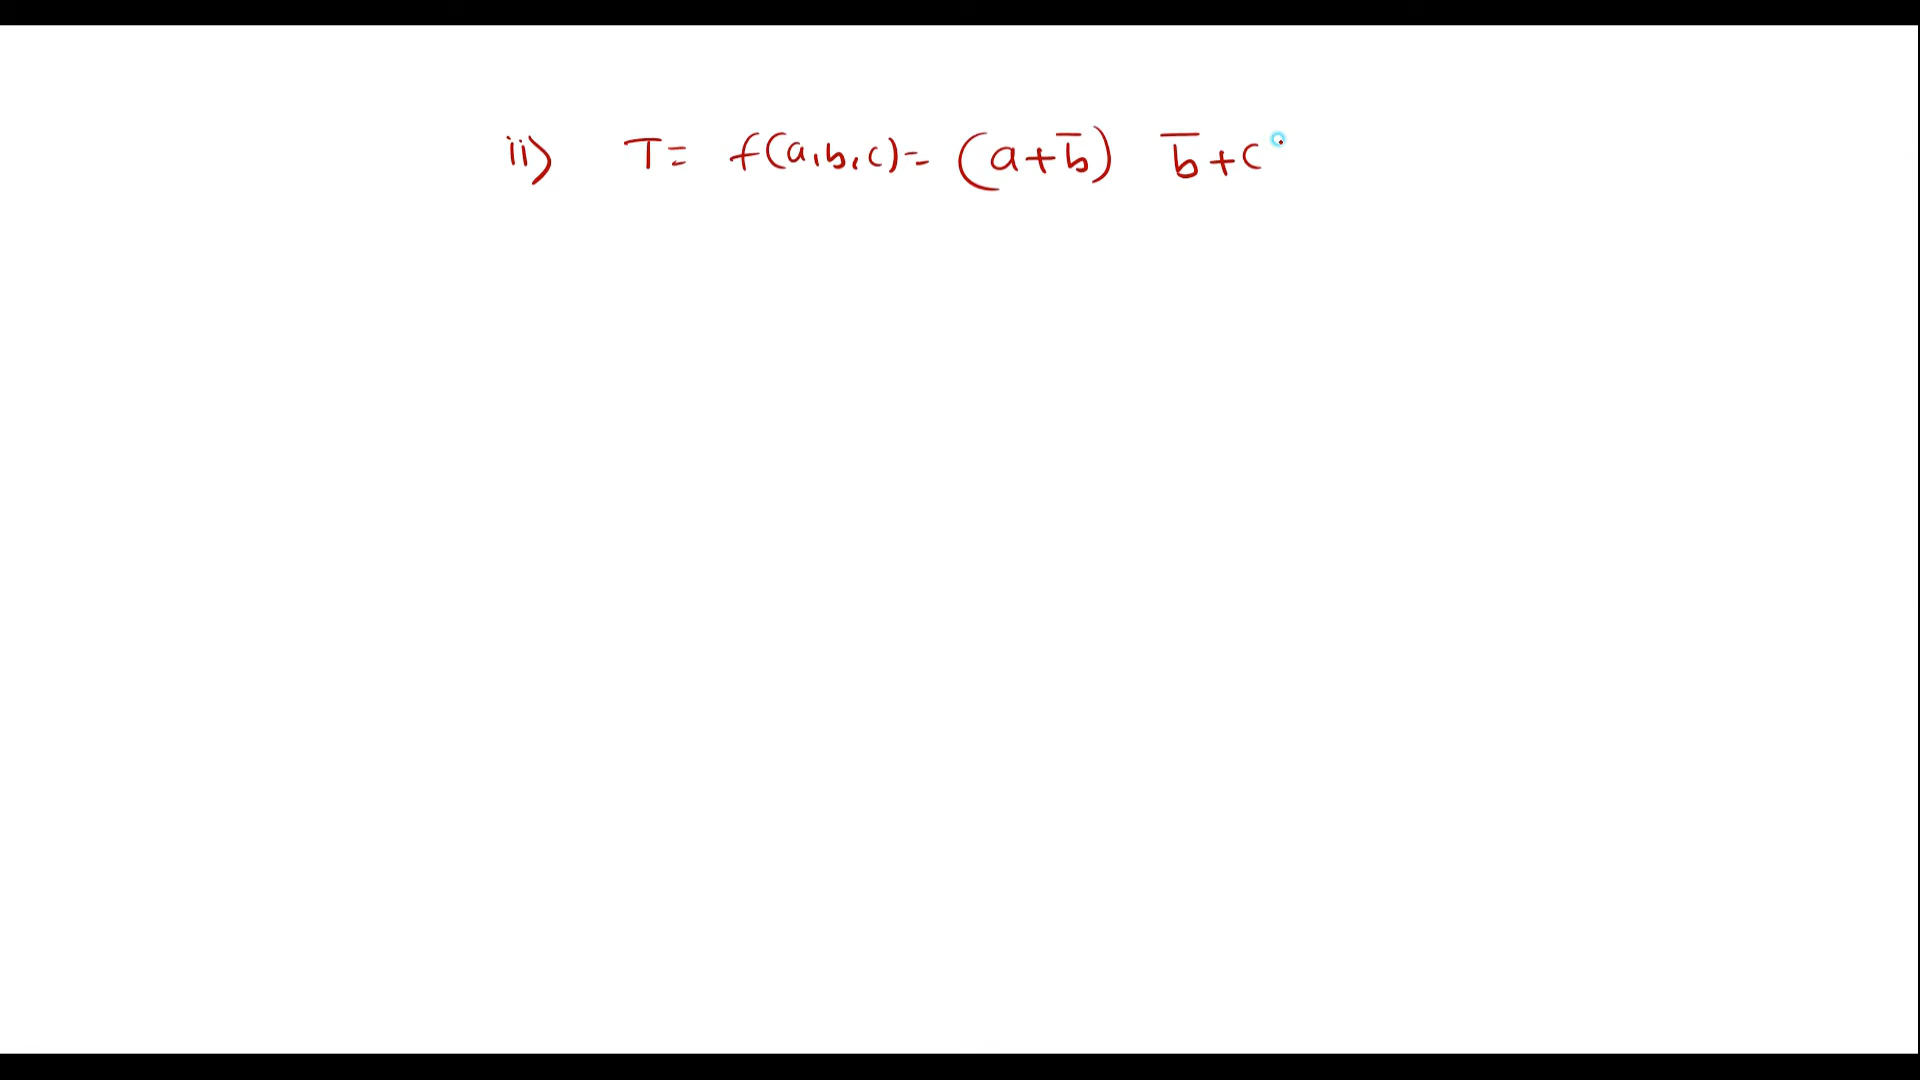 ii) T= f(a,b,c)= (a+b̅) b̅+c